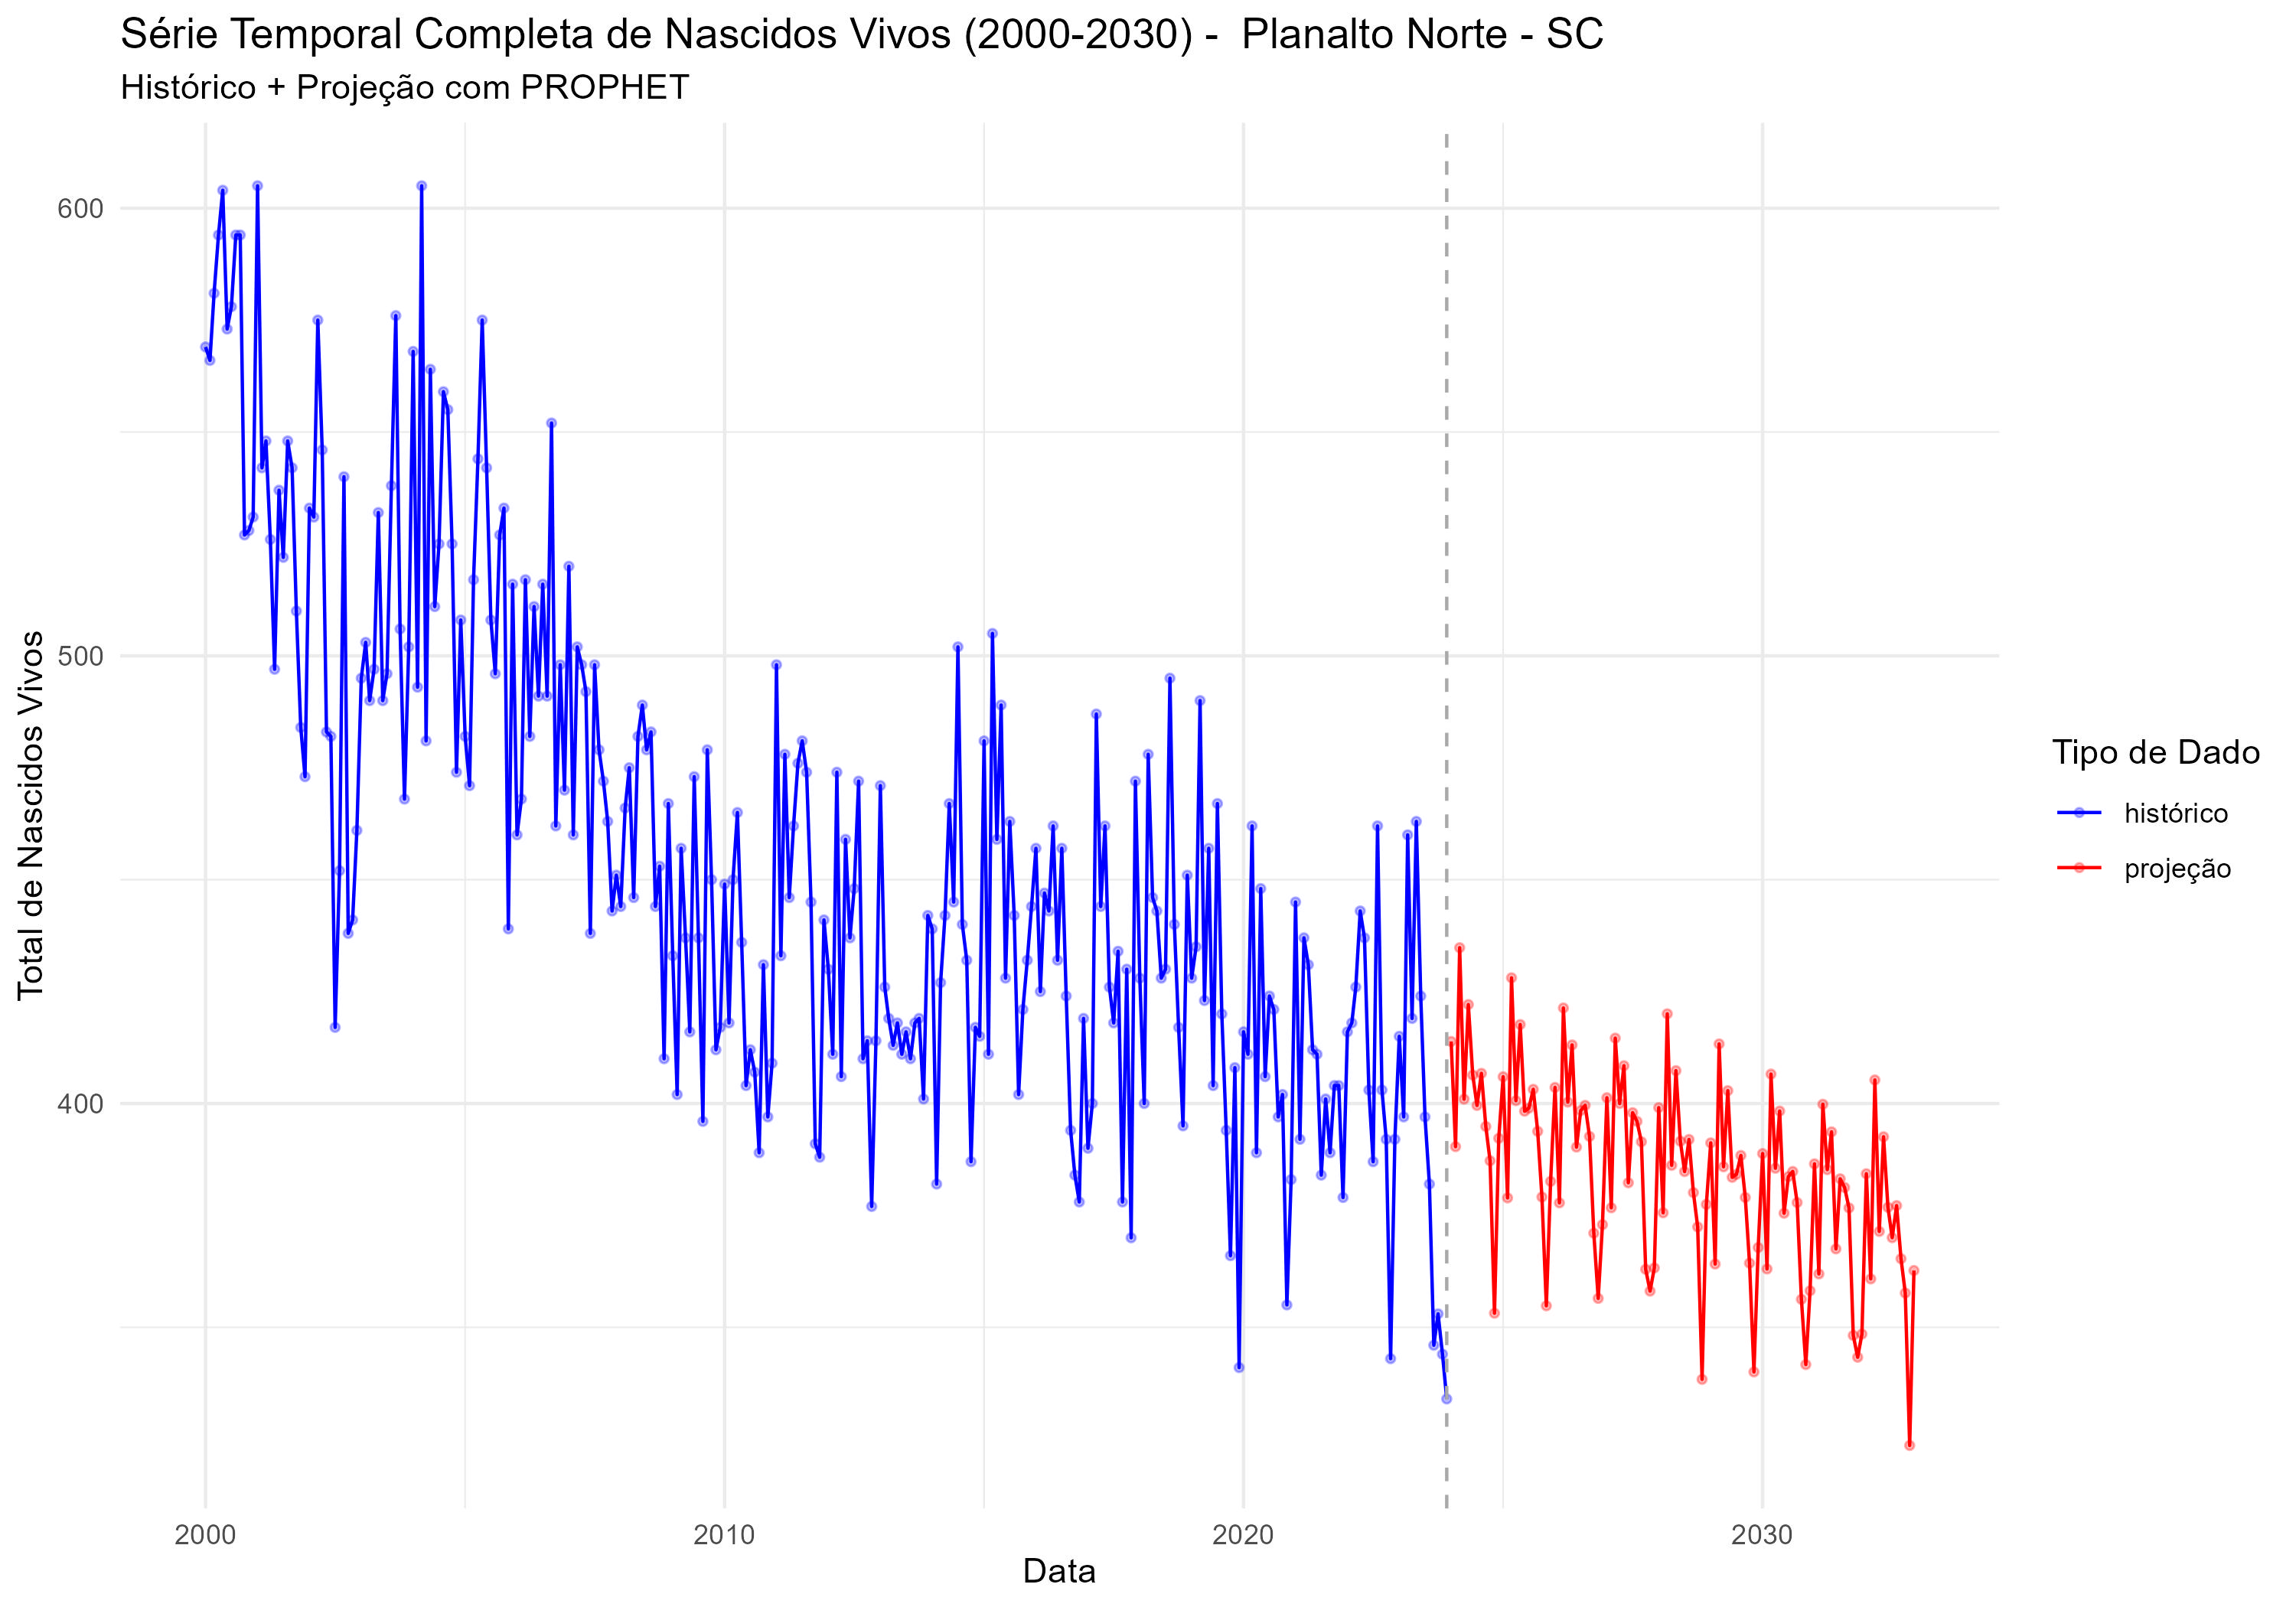 Série Temporal Completa de Nascidos Vivos (2000-2030) -  Planalto Norte - SC
Histórico + Projeção com PROPHET
600
500
400
Total de Nascidos Vivos
2000
2010
2020
2030
Data
Tipo de Dado
histórico
projeção